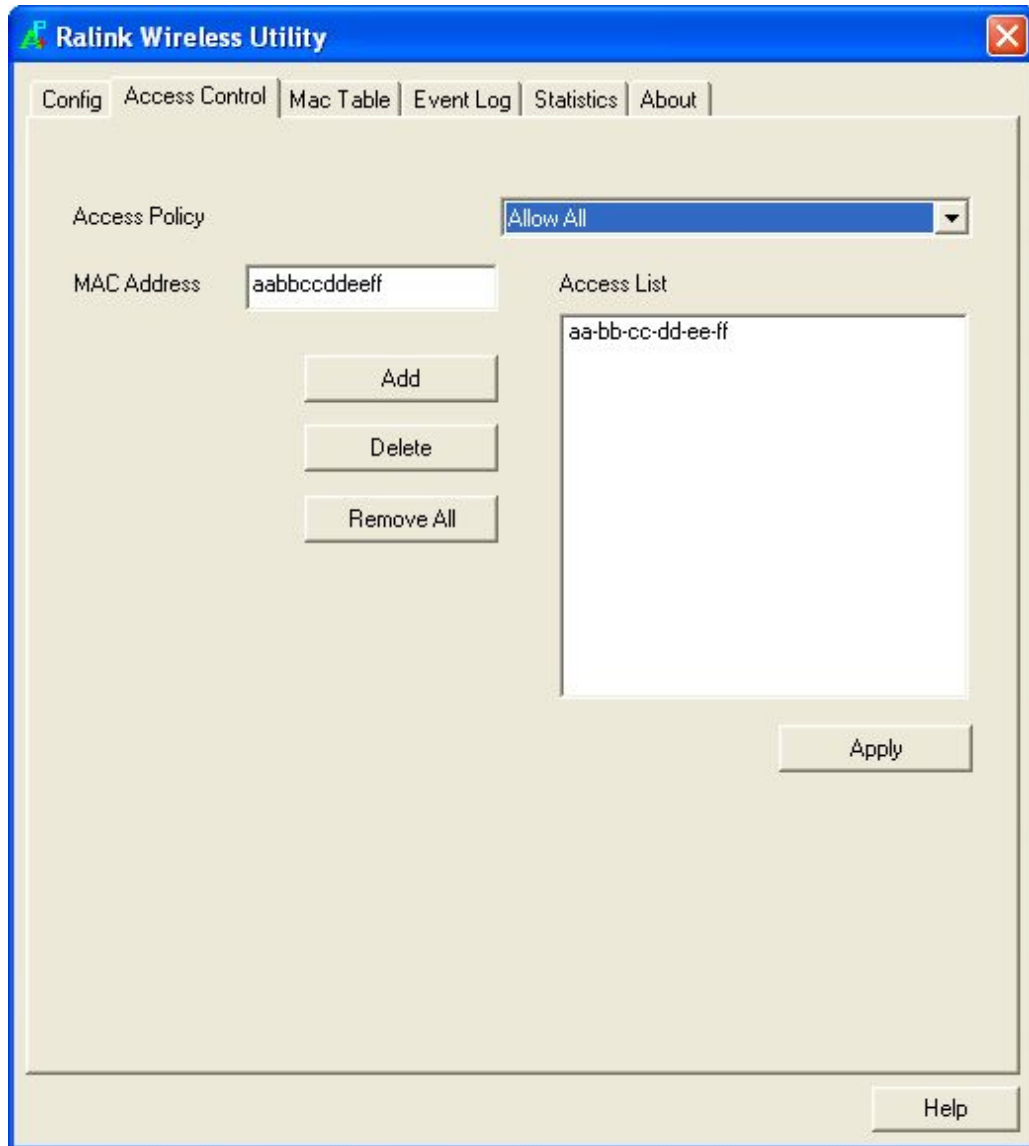 Ralink Wireless Utility
Config Access Control Mac Table Event Log Statistics About
Access Policy Allow All
MAC Address aabbccddeeff Access List
aa-bb-cc-dd-ee-ff
Add
Delete
Remove All
Apply
Help